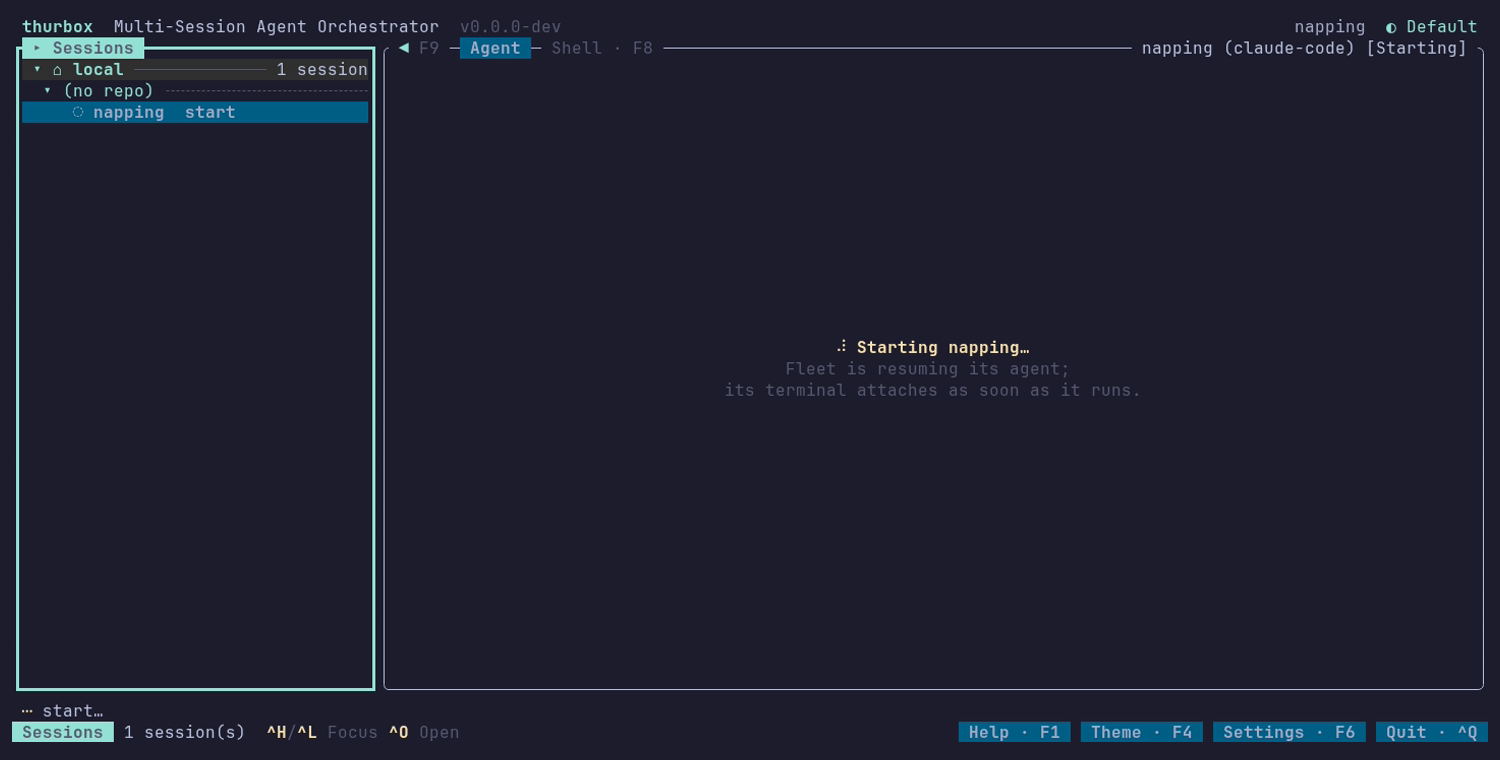 thurbox Multi-Session Agent Orchestrator v0.0.0-dev napping ◐ Default
▸ Sessions ◀ F9 Agent Shell · F8 napping (claude-code) [Starting]
▾ ⌂ local 1 session
▾ (no repo)
◌ napping start
⠼ Starting napping…
Fleet is resuming its agent;
its terminal attaches as soon as it runs.
⋯ start…
Sessions 1 session(s) ^H/^L Focus ^O Open Help · F1 Theme · F4 Settings · F6 Quit · ^Q